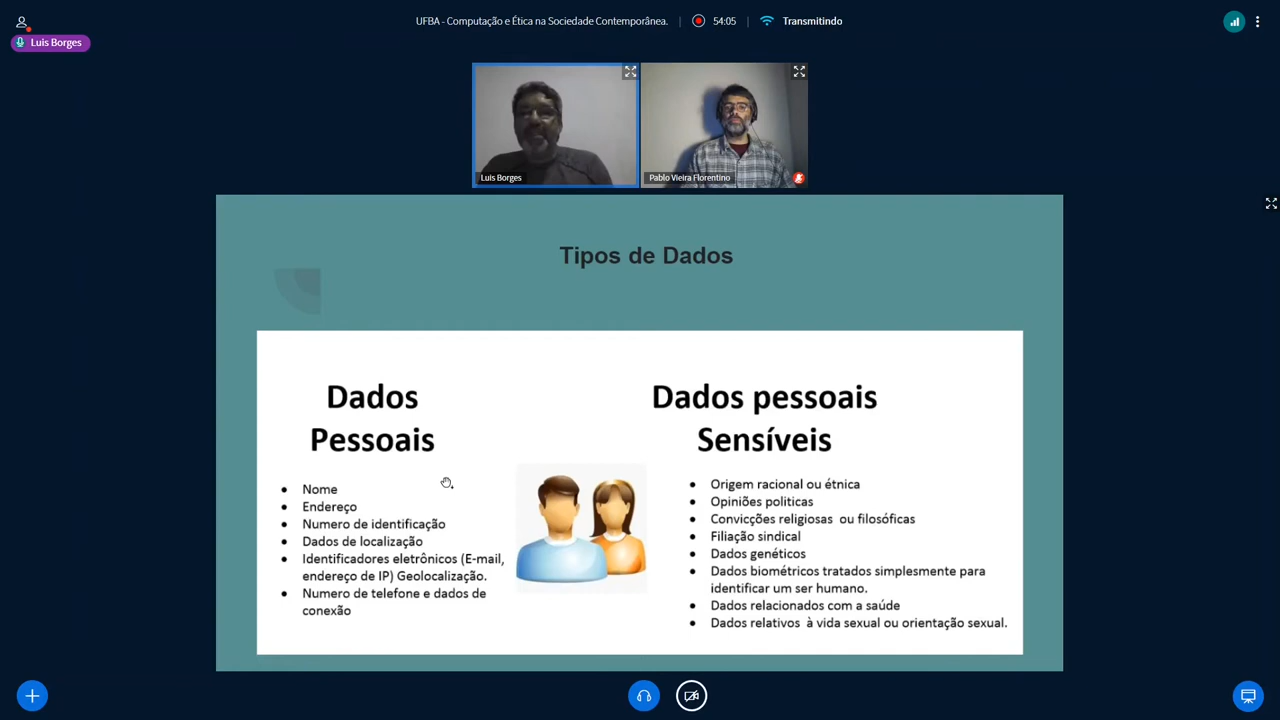 UFBA - Computação e Ética na Sociedade Contemporânea.
54:05
Transmitindo
Luis Borges
Luis Borges
Pablo Vieira Florentino
Tipos de Dados
Dados
Pessoais
• Nome
• Endereço
• Numero de identificação
• Dados de localização
• Identificadores eletrônicos (E-mail,
endereço de IP) Geolocalização.
• Numero de telefone e dados de
conexão
Dados pessoais
Sensíveis
• Origem racional ou étnica
• Opiniões politicas
• Convicções religiosas ou filosóficas
• Filiação sindical
• Dados genéticos
• Dados biométricos tratados simplesmente para
identificar um ser humano.
• Dados relacionados com a saúde
• Dados relativos à vida sexual ou orientação sexual.